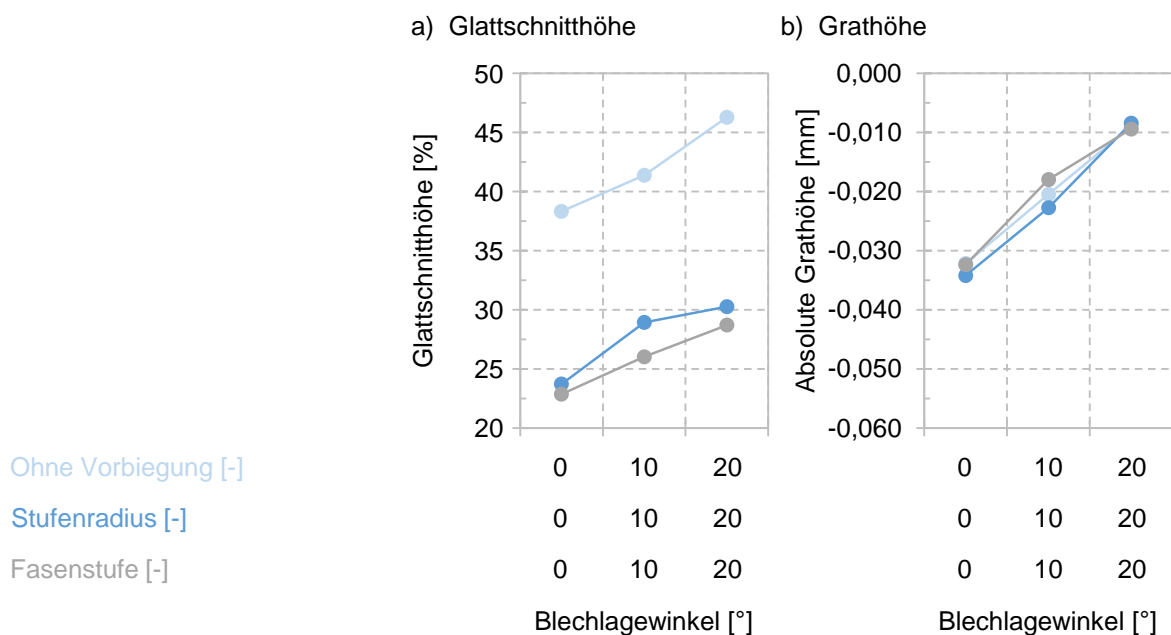 a) Glattschnitthöhe
b) Grathöhe
Glattschnitthöhe [%]
50
45
40
35
30
25
20
Absolute Grathöhe [mm]
0,000
-0,010
-0,020
-0,030
-0,040
-0,050
-0,060
Ohne Vorbiegung [-] 0 10 20 0 10 20
Stufenradius [-] 0 10 20 0 10 20
Fasenstufe [-] 0 10 20 0 10 20
Blechlagewinkel [°] Blechlagewinkel [°]